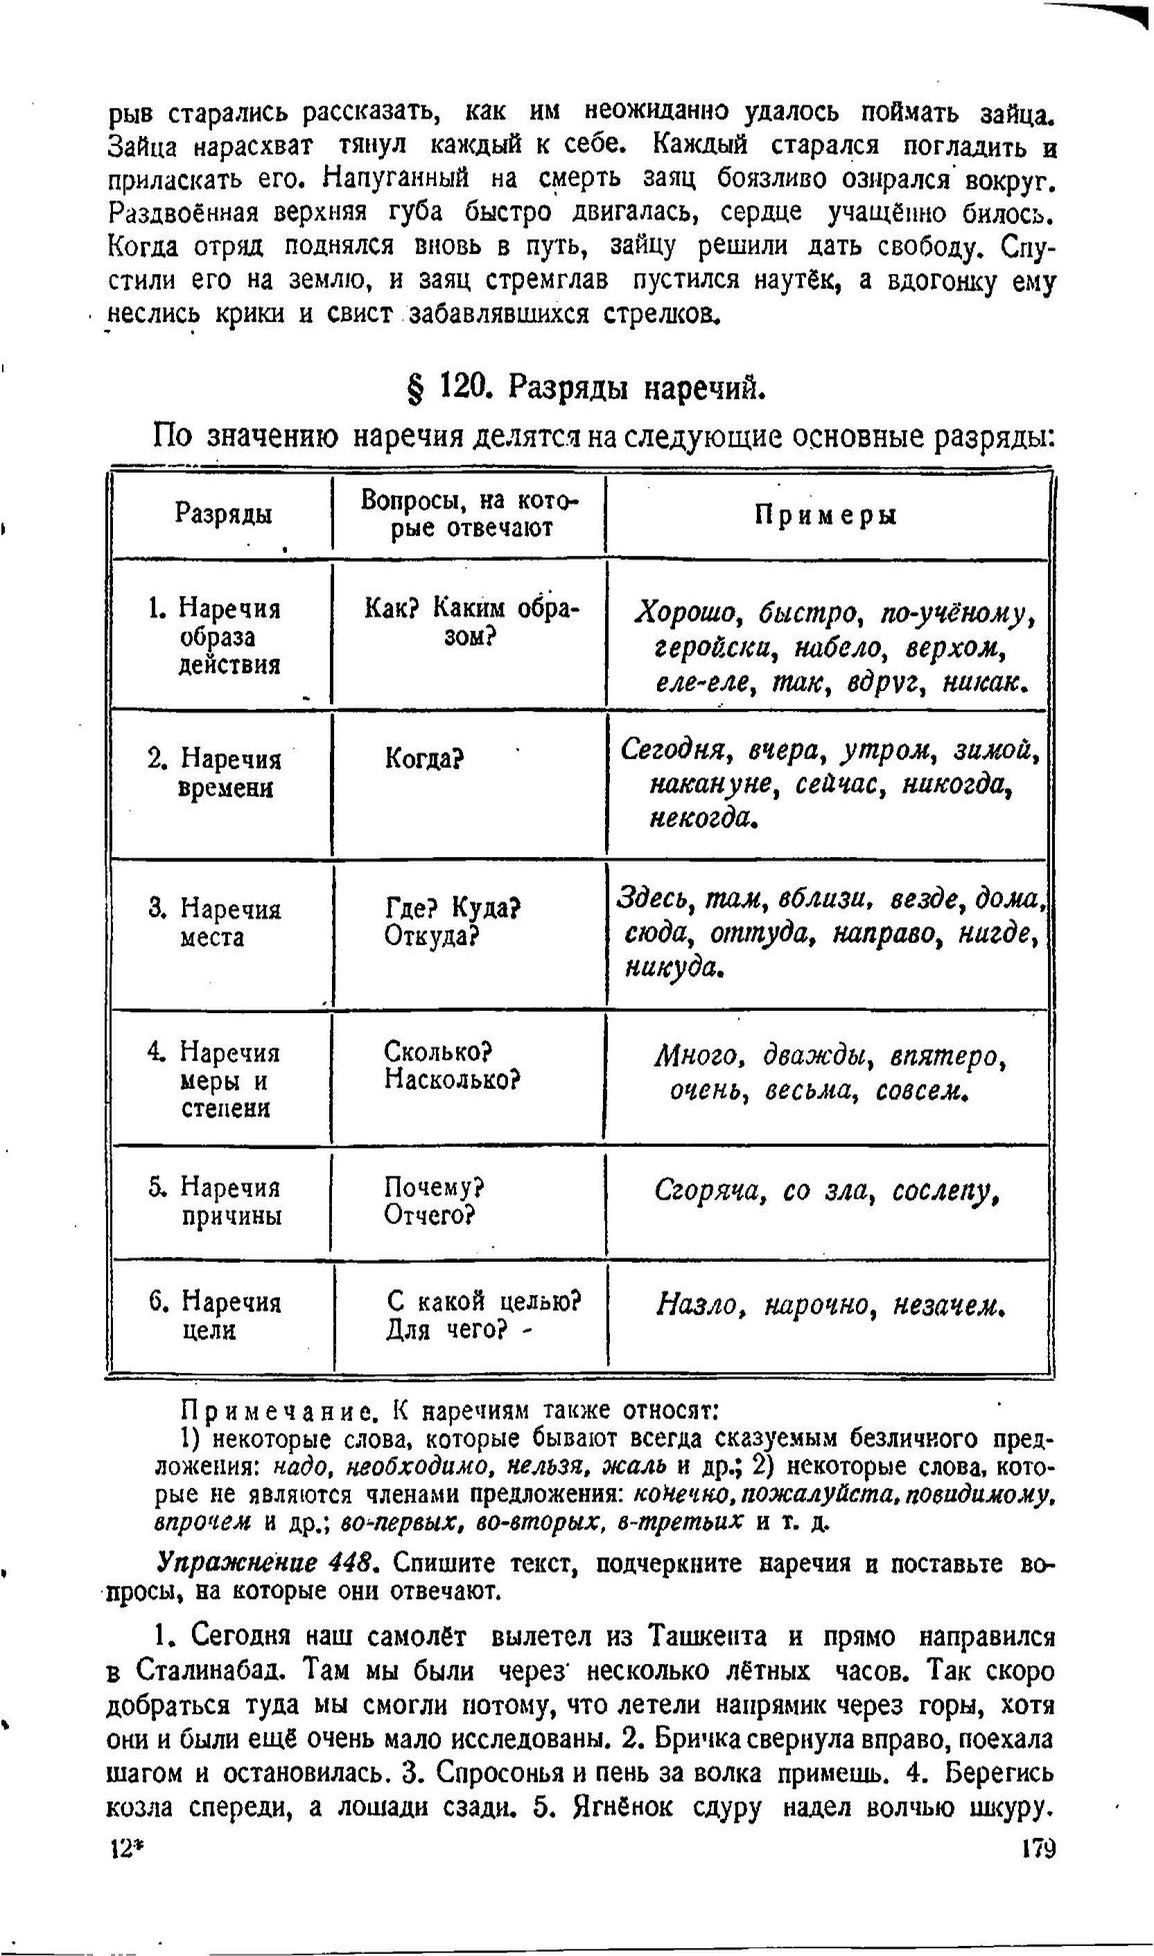 рыв старались рассказать, как им неожиданно удалось поймать зайца.
Зайца нарасхват тянул каждый к себе. Каждый старался погладить и
приласкать его. Напуганный на смерть заяц боязливо озирался вокруг.
Раздвоённая верхняя губа быстро двигалась, сердце учащённо билось.
Когда отряд поднялся вновь в путь, зайцу решили дать свободу. Спу-
стили его на землю, и заяц стремглав пустился наутёк, а вдогонку ему
неслись крики и свист забавлявшихся стрелков.
§ 120. Разряды наречий.
По значению наречия делятся на следующие основные разряды:
Разряды
Вопросы, на кото-
рые отвечают
Примеры
1. Наречия
образа
действия
Как? Каким обра-
зом?
Хорошо, быстро, по-учёному,
геройски, набело, верхом,
еле-еле, так, вдруг, никак.
2. Наречия
времени
Когда?
Сегодня, вчера, утром, зимой,
накануне, сейчас, никогда,
некогда.
3. Наречия
места
Где? Куда?
Откуда?
Здесь, там, вблизи, везде, дома,
сюда, оттуда, направо, нигде,
никуда.
4. Наречия
меры и
степени
Сколько?
Насколько?
Много, дважды, впятеро,
очень, весьма, совсем.
5. Наречия
причины
Почему?
Отчего?
Сгоряча, со зла, сослепу,
6. Наречия
цели
С какой целью?
Для чего? -
Назло, нарочно, незачем.
Примечание. К наречиям также относят:
1) некоторые слова, которые бывают всегда сказуемым безличного пред-
ложения: надо, необходимо, нельзя, жаль и др.; 2) некоторые слова, кото-
рые не являются членами предложения: конечно, пожалуйста, повидимому,
впрочем и др.; во-первых, во-вторых, в-третьих и т. д.
Упражнение 448. Спишите текст, подчеркните наречия и поставьте во-
просы, на которые они отвечают.
1. Сегодня наш самолёт вылетел из Ташкента и прямо направился
в Сталинабад. Там мы были через несколько лётных часов. Так скоро
добраться туда мы смогли потому, что летели напрямик через горы, хотя
они и были ещё очень мало исследованы. 2. Бричка свернула вправо, поехала
шагом и остановилась. 3. Спросонья и пень за волка примешь. 4. Берегись
козла спереди, а лошади сзади. 5. Ягнёнок сдуру надел волчью шкуру.
12*
179